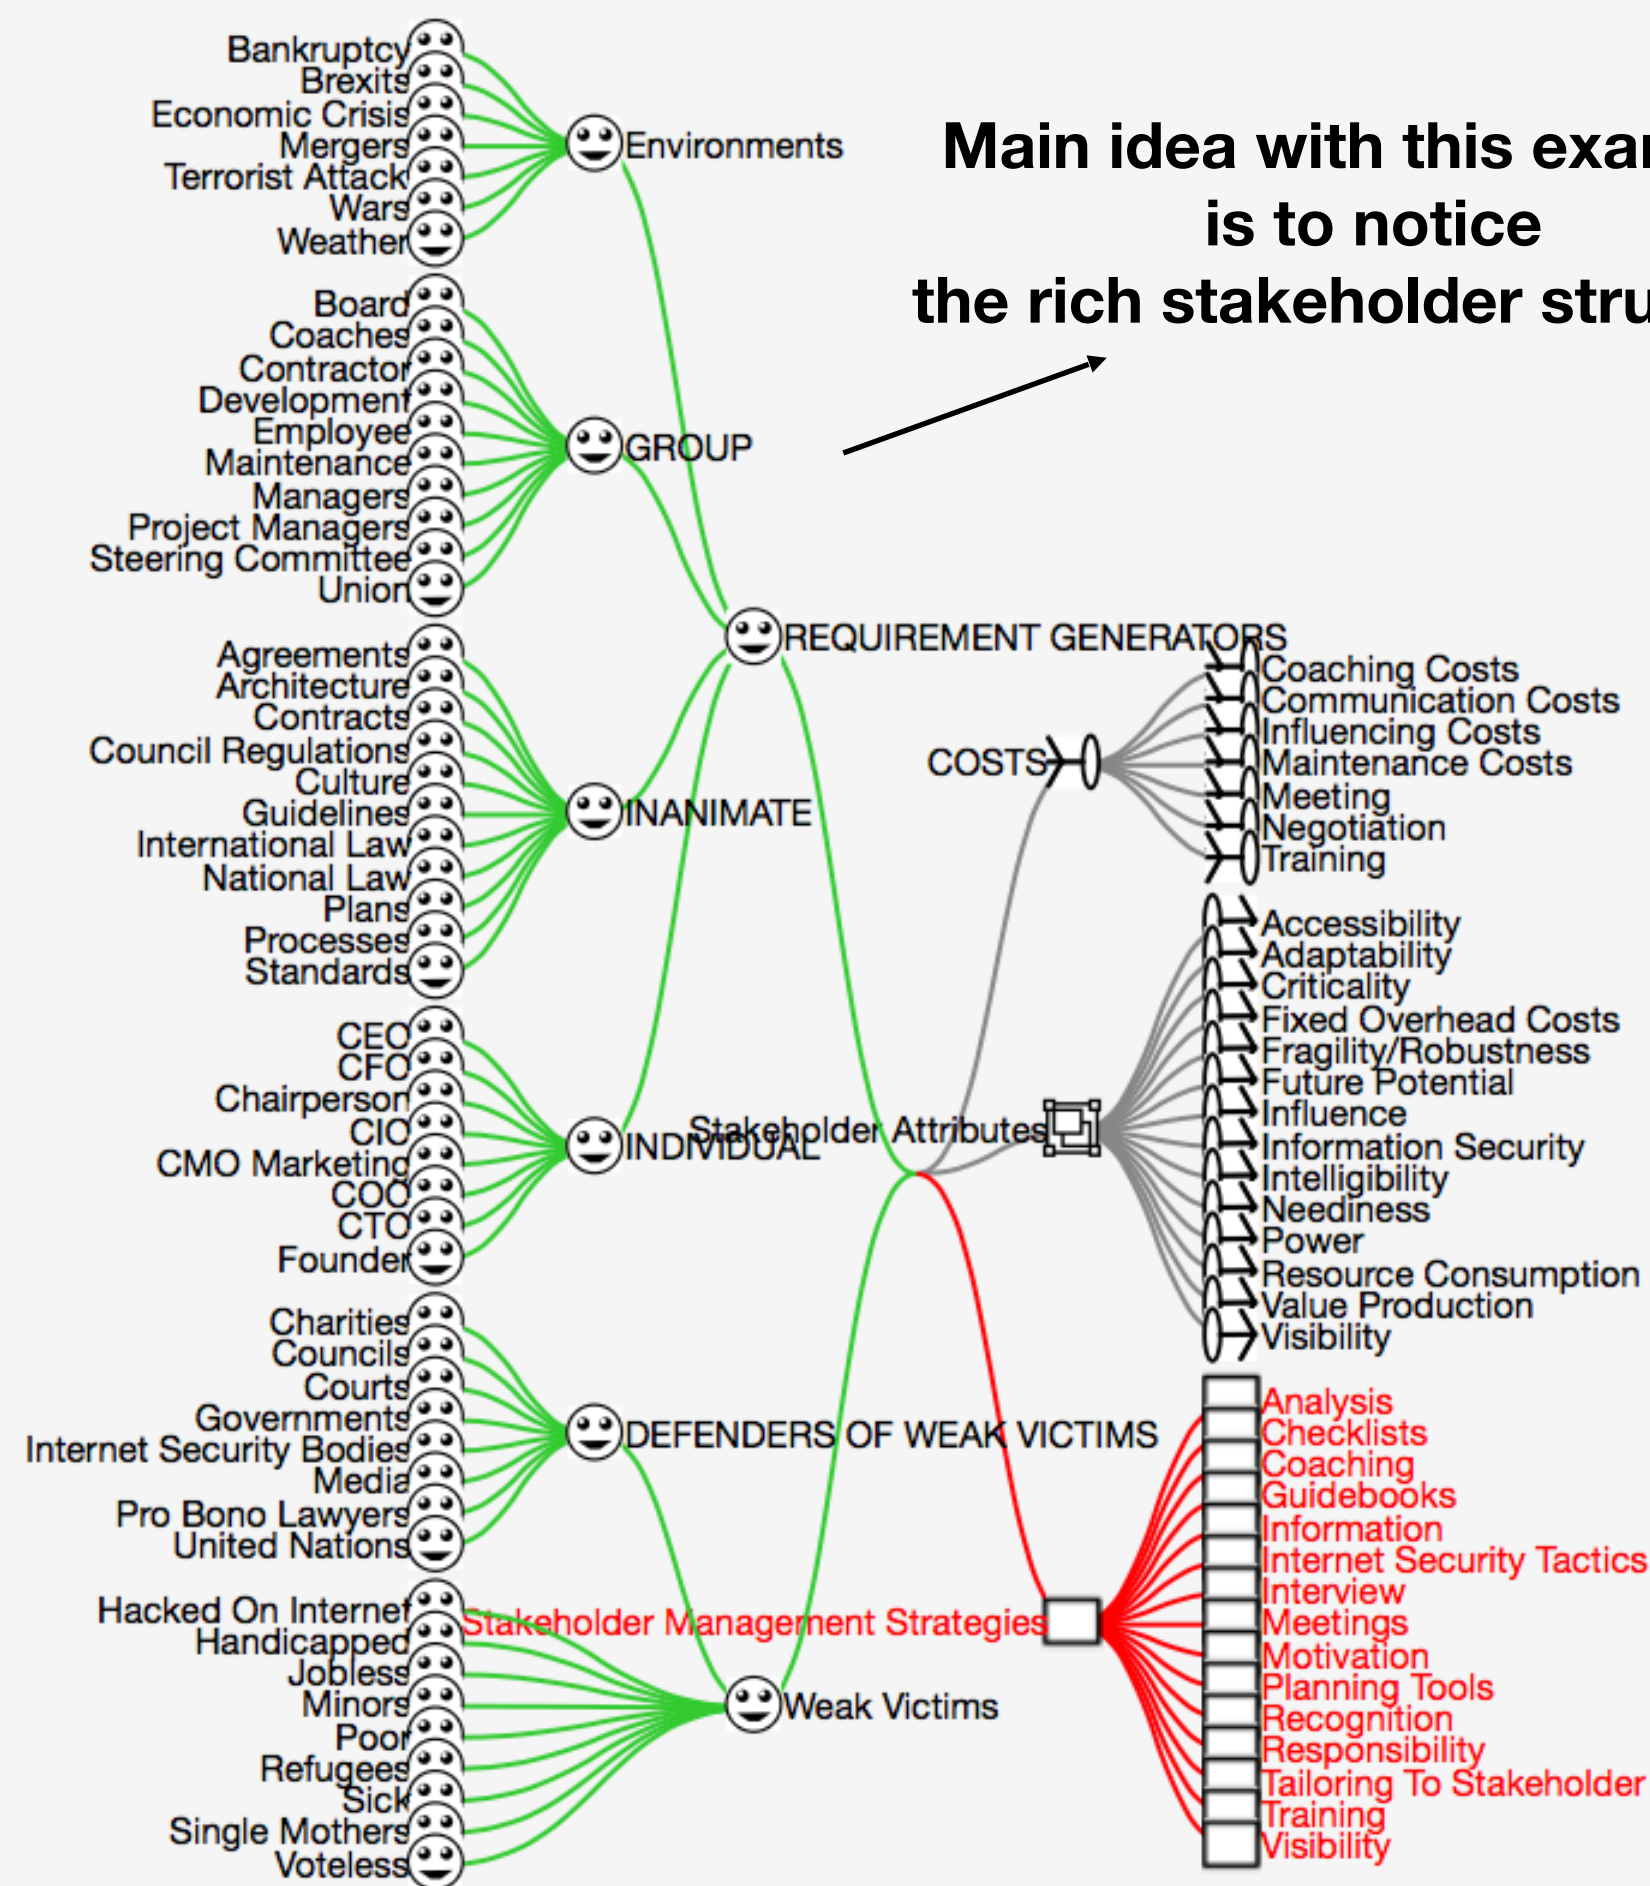 Bankruptcy
Brexits
Economic Crisis
Mergers
Terrorist Attack
Wars
Weather
Environments
Main idea with this exa
is to notice
the rich stakeholder stru
Board
Coaches
Contractor
Development
Employee
Maintenance
Managers
Project Managers
Steering Committee
Union
GROUP
Agreements
Architecture
Contracts
Council Regulations
Culture
Guidelines
International Law
National Law
Plans
Processes
Standards
INANIMATE
CEO
CFO
Chairperson
CIO
CMO Marketing
COO
CTO
Founder
INDIVIDUAL
REQUIREMENT GENERATORS
Charities
Councils
Courts
Governments
Internet Security Bodies
Media
Pro Bono Lawyers
United Nations
DEFENDERS OF WEAK VICTIMS
Hacked On Internet
Handicapped
Jobless
Minors
Poor
Refugees
Sick
Single Mothers
Voteless
Weak Victims
COSTS
Coaching Costs
Communication Costs
Influencing Costs
Maintenance Costs
Meeting
Negotiation
Training
Stakeholder Attributes
Accessibility
Adaptability
Criticality
Fixed Overhead Costs
Fragility/Robustness
Future Potential
Influence
Information Security
Intelligibility
Neediness
Power
Resource Consumption
Value Production
Visibility
Stakeholder Management Strategies
Analysis
Checklists
Coaching
Guidebooks
Information
Internet Security Tactics
Interview
Meetings
Motivation
Planning Tools
Recognition
Responsibility
Tailoring To Stakeholder
Training
Visibility